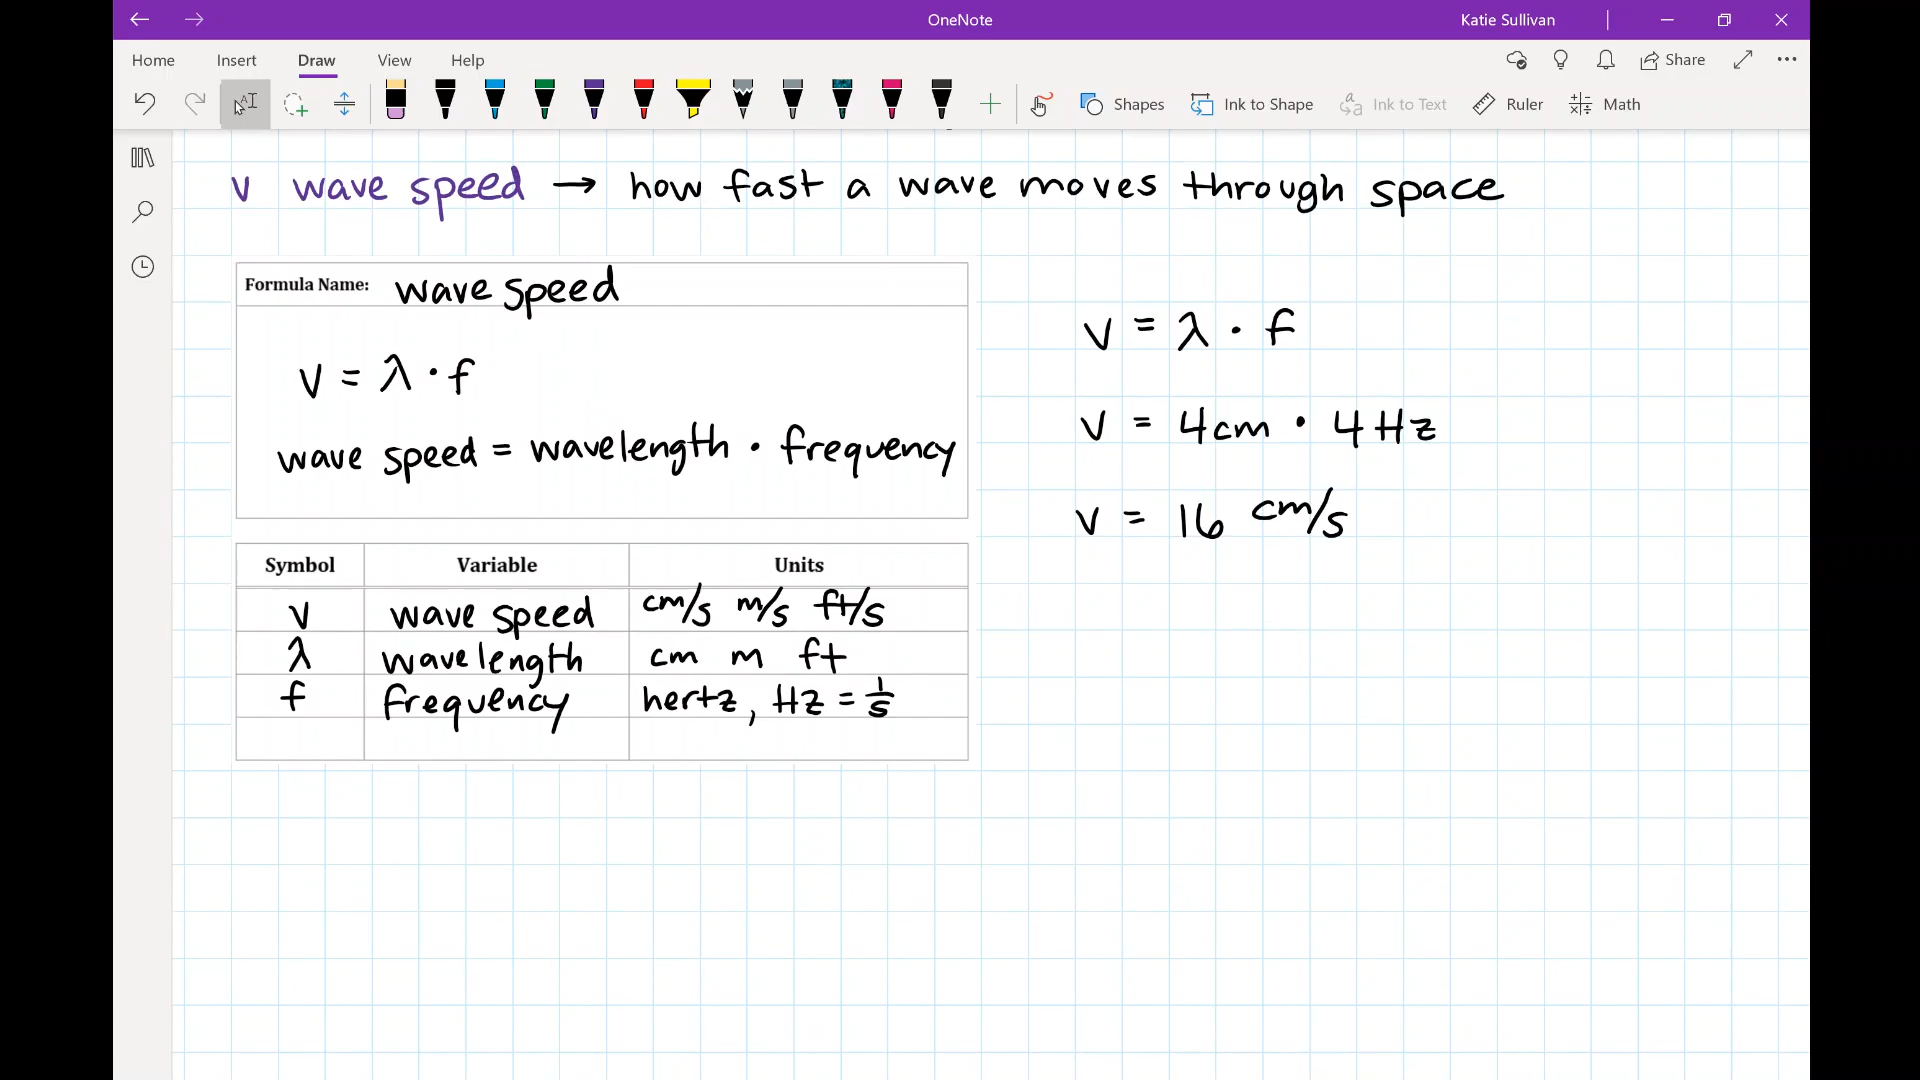 OneNote
Katie Sullivan
Home Insert Draw View Help
Share
Shapes Ink to Shape Ink to Text Ruler Math
v wave speed → how fast a wave moves through space
Formula Name: wave speed
v = λ · f
wave speed = wavelength · frequency
Symbol Variable Units
v wave speed cm/s m/s ft/s
λ wavelength cm m ft
f frequency hertz, Hz = 1/s
v = λ · f
v = 4cm · 4 Hz
v = 16 cm/s